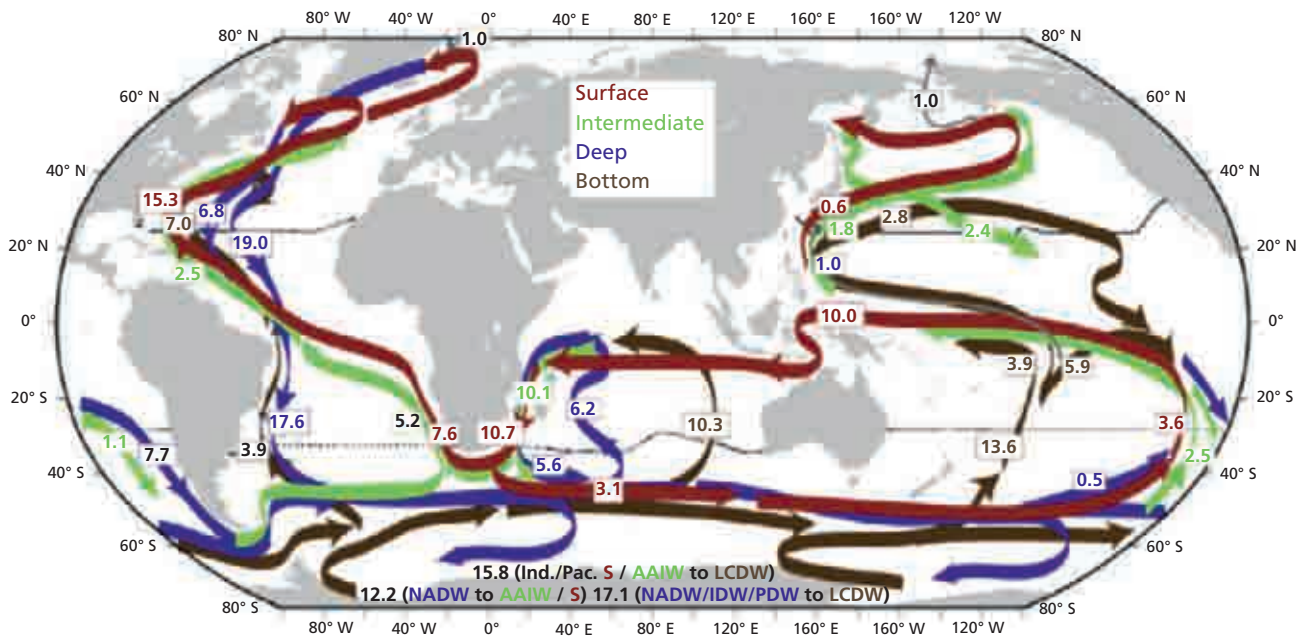 80° W 40° W 0° 40° E 80° E 120° E 160° E 160° W 120° W
80° N 1.0 80° N
60° N Surface 1.0 60° N
Intermediate
Deep
40° N Bottom 40° N
15.3 6.8 0.6 2.8
7.0 19.0 1.8 2.4
20° N 2.5 1.0 20° N
0° 10.0 0°
3.9 5.9
20° S 10.1 6.2 20° S
1.1 7.7 3.9 17.6 5.2 7.6 10.7 10.3 13.6 3.6
40° S 5.6 3.1 0.5 2.5 40° S
60° S 60° S
15.8 (Ind./Pac. S / AAIW to LCDW)
12.2 (NADW to AAIW / S) 17.1 (NADW/IDW/PDW to LCDW)
80° S 80° S
80° W 40° W 0° 40° E 80° E 120° E 160° E 160° W 120° W